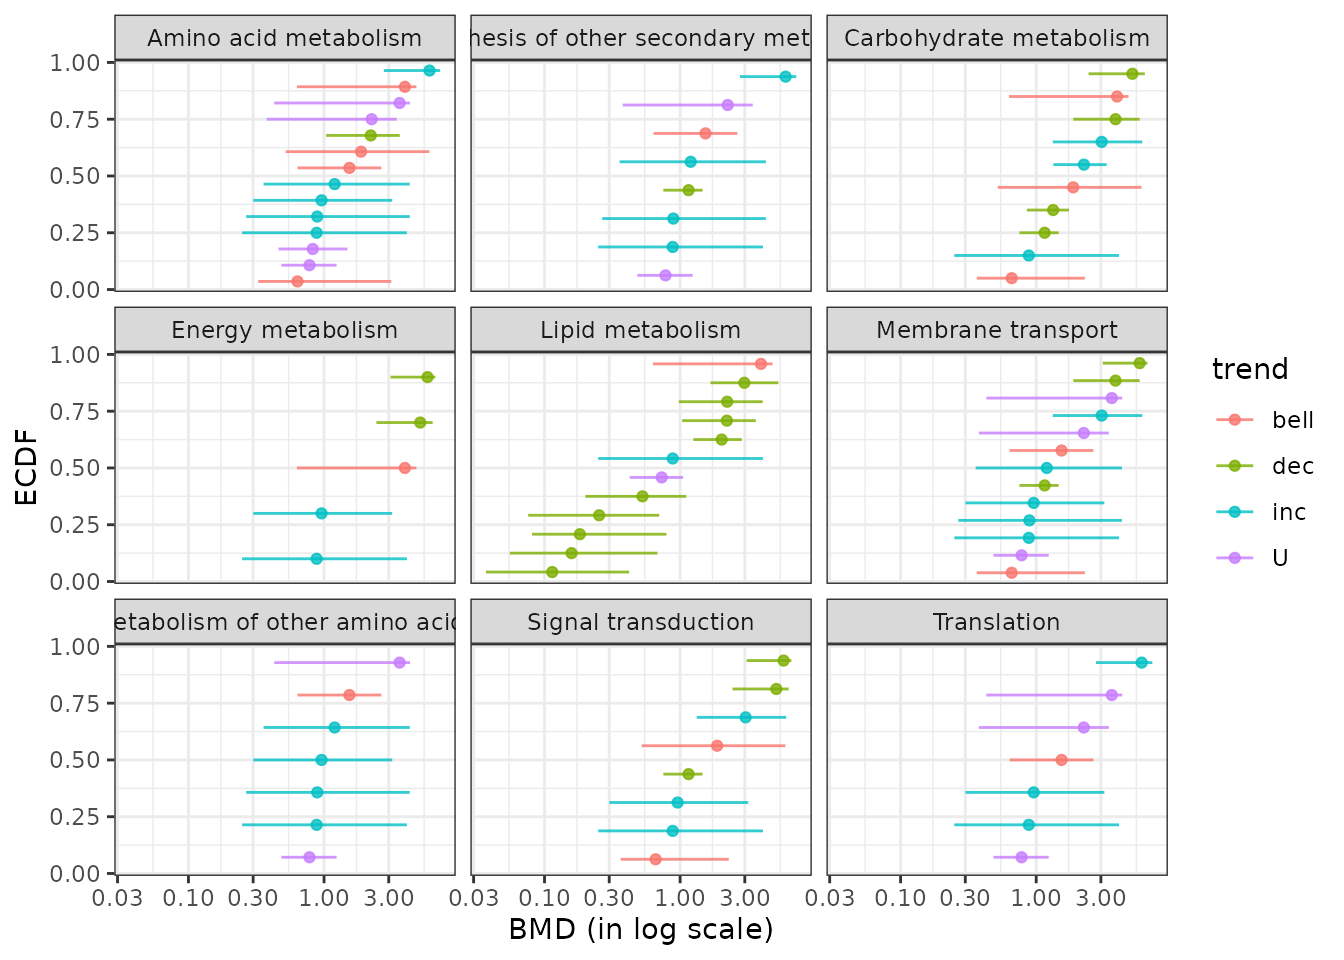 Amino acid metabolism
hesis of other secondary met
Carbohydrate metabolism
1.00
0.75
0.50
0.25
0.00
Energy metabolism
Lipid metabolism
Membrane transport
1.00
0.75
0.50
0.25
0.00
etabolism of other amino acid
Signal transduction
Translation
1.00
0.75
0.50
0.25
0.00
0.03 0.10 0.30 1.00 3.00 0.03 0.10 0.30 1.00 3.00 0.03 0.10 0.30 1.00 3.00
BMD (in log scale)
ECDF
trend
bell
dec
inc
U